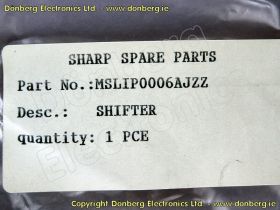 Donberg Electronics Ltd / www.donberg.ie
SHARP SPARE PARTS
Part No.:MSLIP0006AJZZ
Desc.: SHIFTER
quantity: 1 PCE
Copyright by Donberg Electronics Ltd / www.donberg.ie